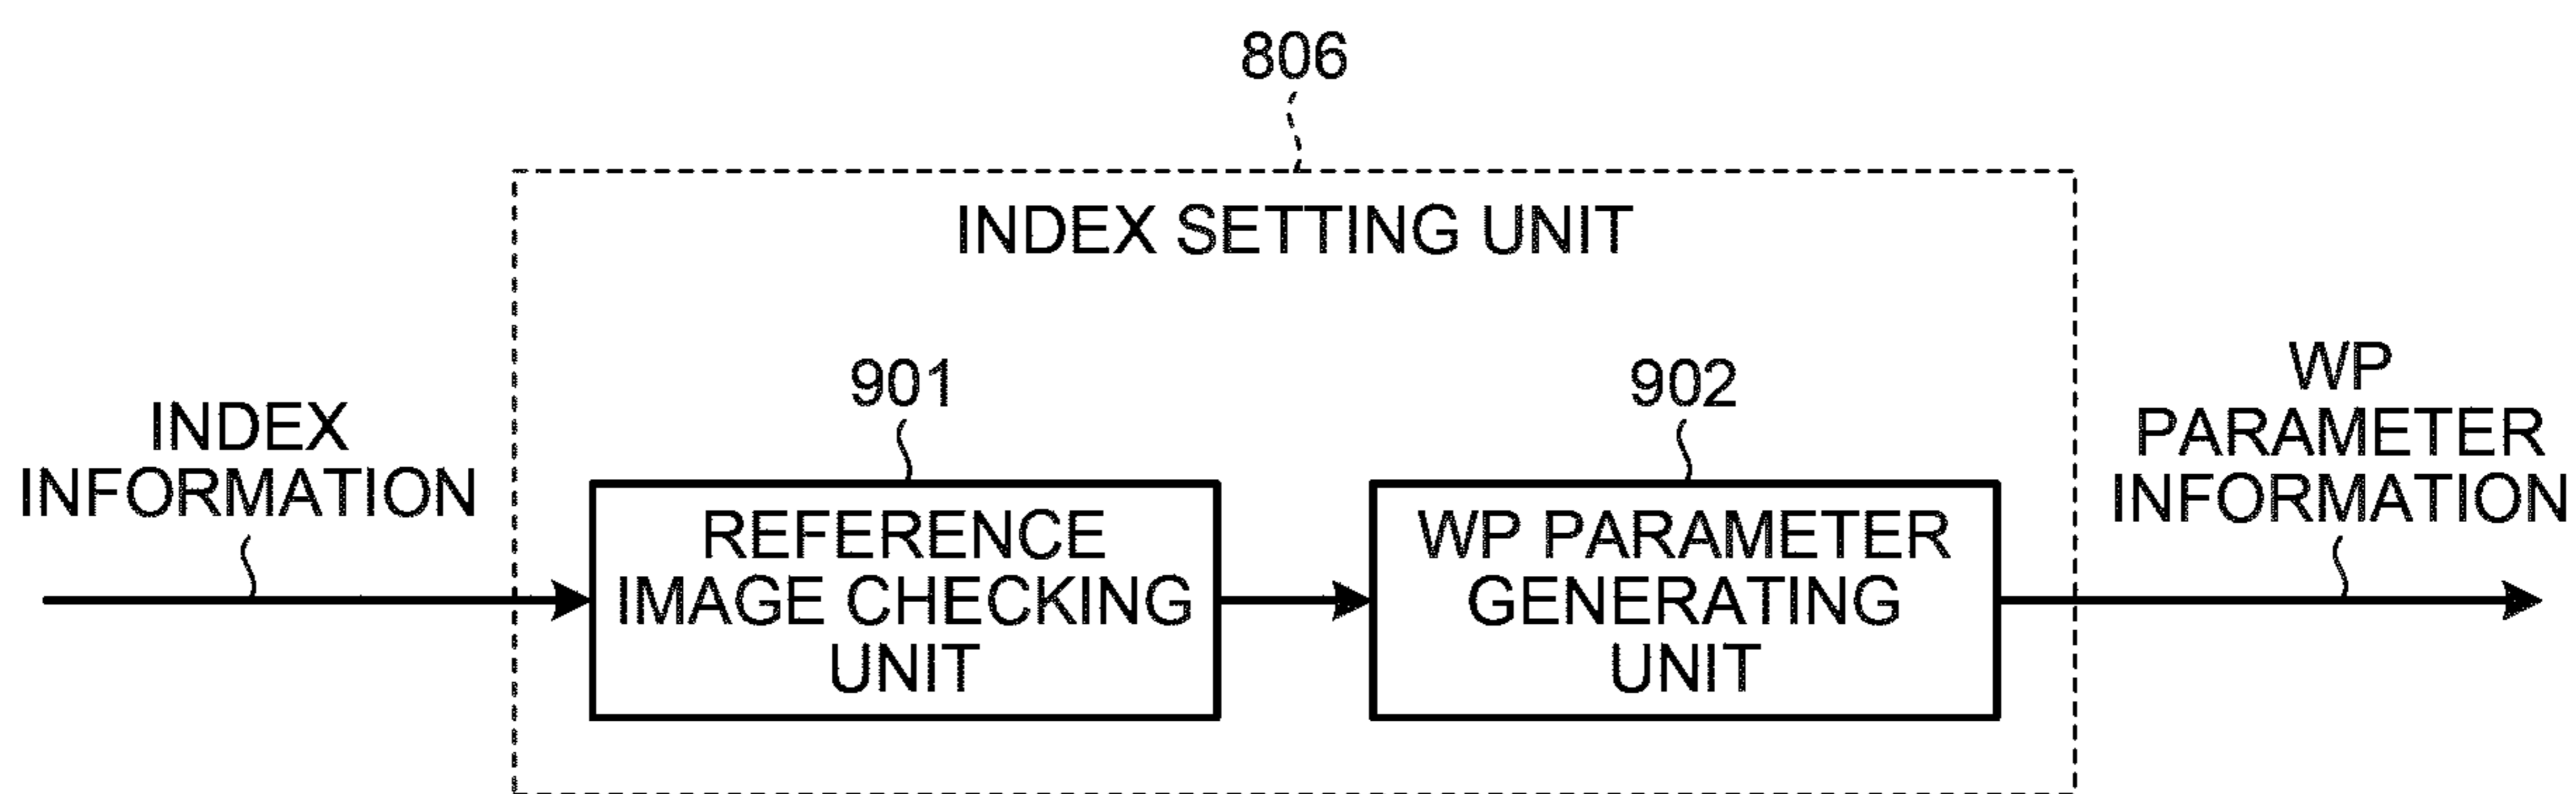 806
INDEX SETTING UNIT
901
902
INDEX
INFORMATION
REFERENCE
IMAGE CHECKING
UNIT
WP PARAMETER
GENERATING
UNIT
WP
PARAMETER
INFORMATION